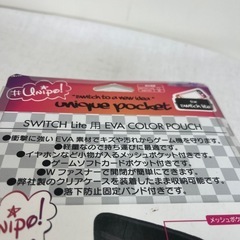 Unipo!
"switch to a new idea"
unique pocket
switch lite
SWITCH Lite 用 EVA COLOR POUCH
●衝撃に強い EVA 素材でキズや汚れからゲーム機を守ります。
●軽量なので持ち運びに最適です。
●イヤホンなど小物が入るメッシュポケット付きです。
●ゲームソフトカードポケット付きです。
●W ファスナーで開閉が簡単にできます。
●弊社製のクリアケースを装着したまま収納可能です。
●落下防止固定バンド付きです。
Unipo!
メッシュポケ